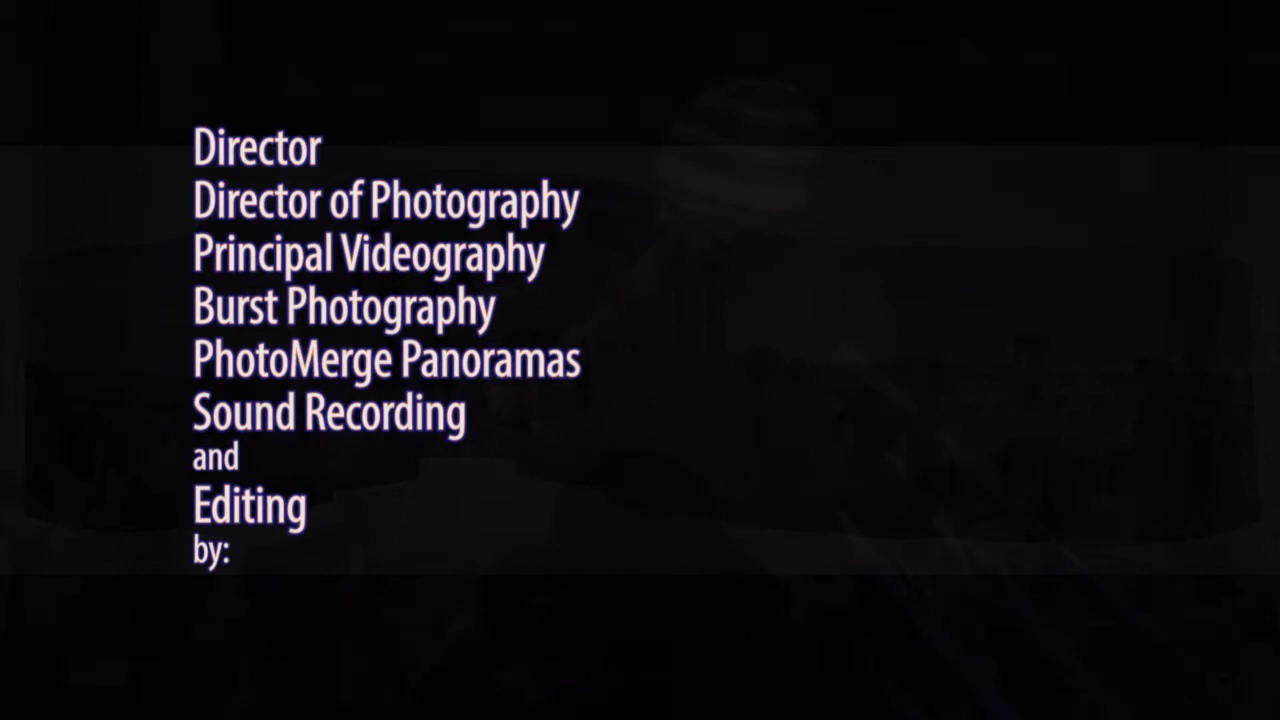 Director
Director of Photography
Principal Videography
Burst Photography
PhotoMerge Panoramas
Sound Recording
and
Editing
by: